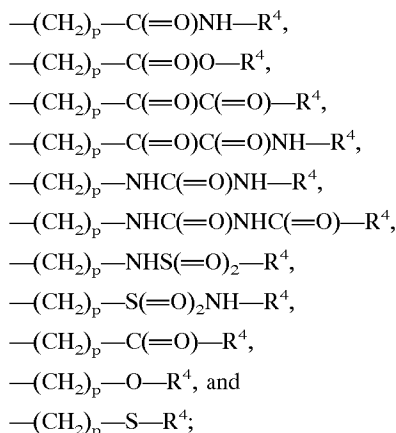 —(CH₂)ₚ—C(═O)NH—R⁴,
—(CH₂)ₚ—C(═O)O—R⁴,
—(CH₂)ₚ—C(═O)C(═O)—R⁴,
—(CH₂)ₚ—C(═O)C(═O)NH—R⁴,
—(CH₂)ₚ—NHC(═O)NH—R⁴,
—(CH₂)ₚ—NHC(═O)NHC(═O)—R⁴,
—(CH₂)ₚ—NHS(═O)₂—R⁴,
—(CH₂)ₚ—S(═O)₂NH—R⁴,
—(CH₂)ₚ—C(═O)—R⁴,
—(CH₂)ₚ—O—R⁴, and
—(CH₂)ₚ—S—R⁴;